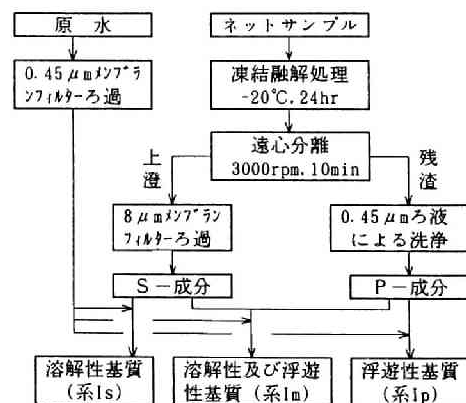 原水
ネットサンプル
0.45μmメンブラ
ンフィルターろ過
凍結融解処理
-20℃,24hr
遠心分離
3000rpm,10min
上澄
残渣
8μmメンブラン
フィルターろ過
0.45μmろ液
による洗浄
S－成分
P－成分
溶解性基質
(系Is)
溶解性及び浮遊
性基質(系Im)
浮遊性基質
(系Ip)